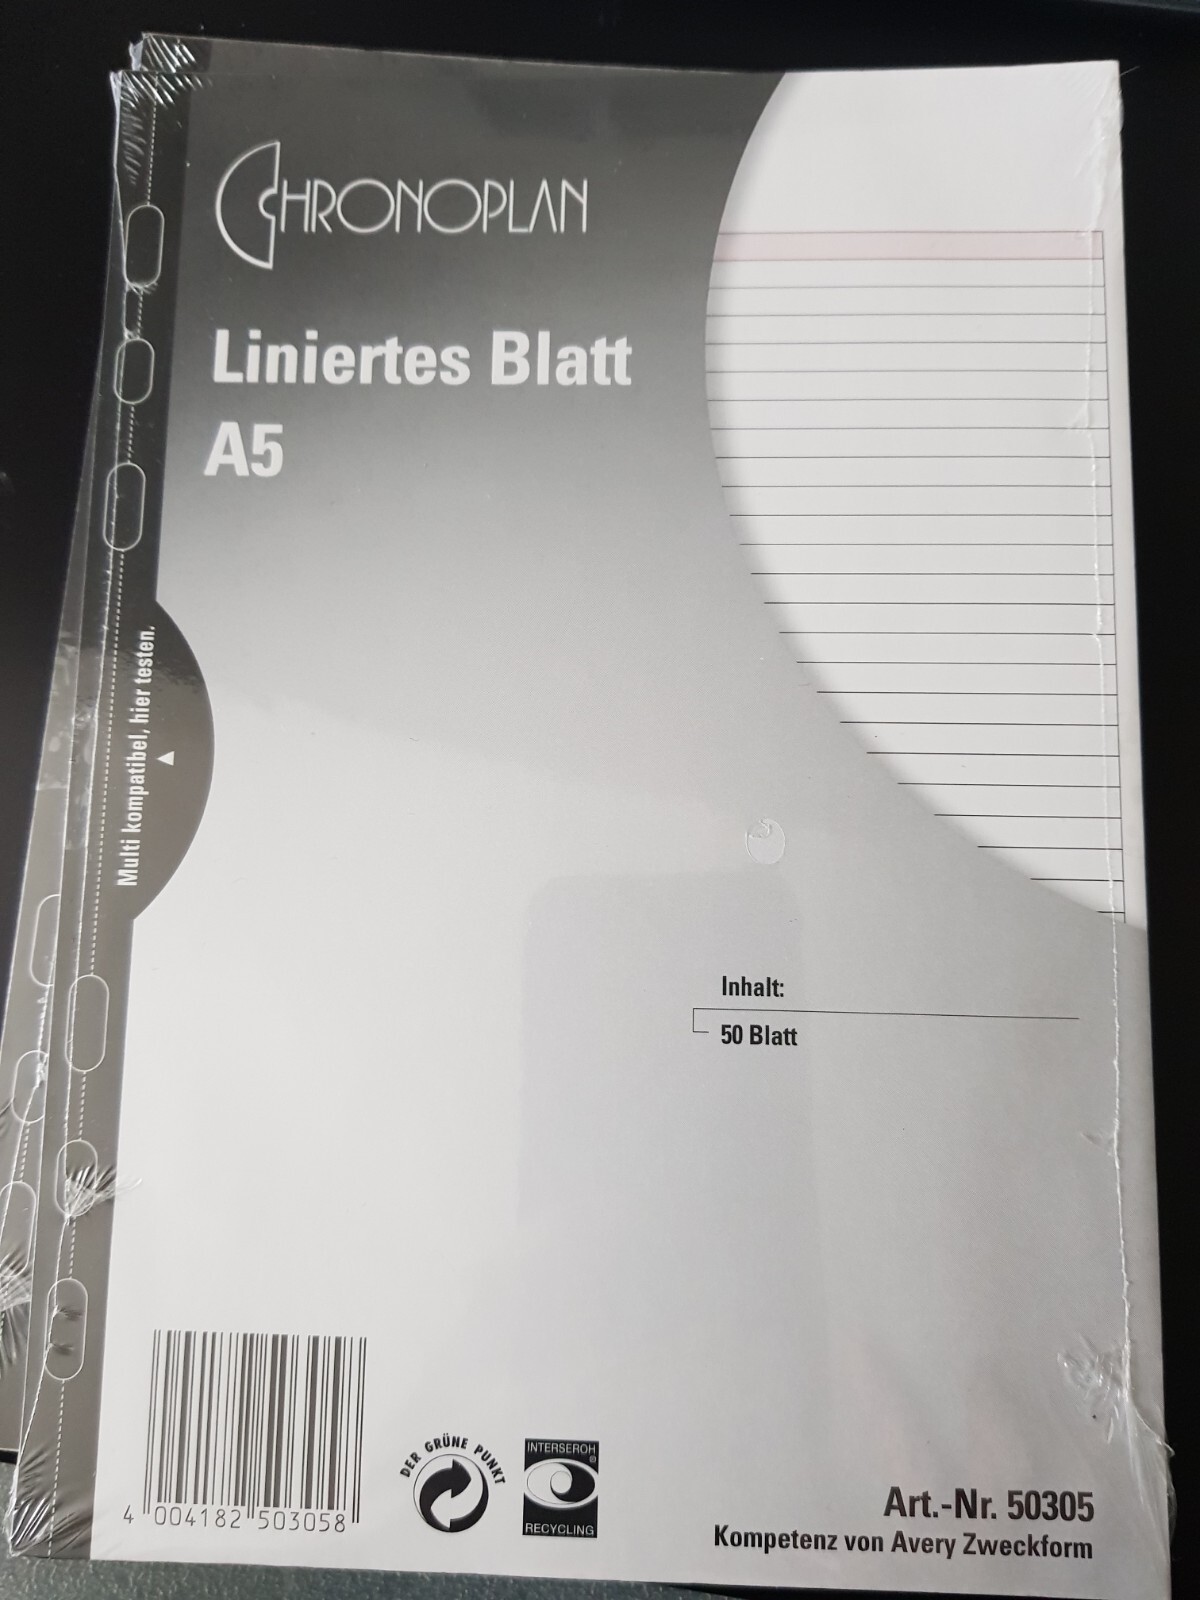 CHRONOPLAN
Liniertes Blatt
A5
Multi kompatibel, hier testen.
Inhalt:
50 Blatt
4 004182 503058
DER GRÜNE PUNKT
INTERSEROH
®
RECYCLING
Art.-Nr. 50305
Kompetenz von Avery Zweckform